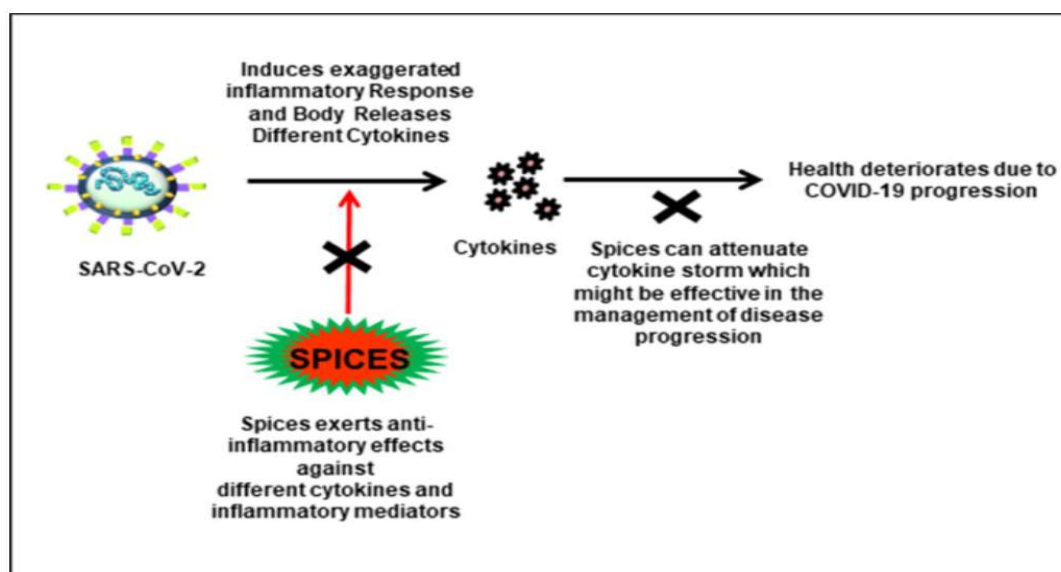 Induces exaggerated
inflammatory Response
and Body Releases
Different Cytokines
Health deteriorates due to
COVID-19 progression
SARS-CoV-2
Cytokines
Spices can attenuate
cytokine storm which
might be effective in the
management of disease
progression
SPICES
Spices exerts anti-
inflammatory effects
against
different cytokines and
inflammatory mediators